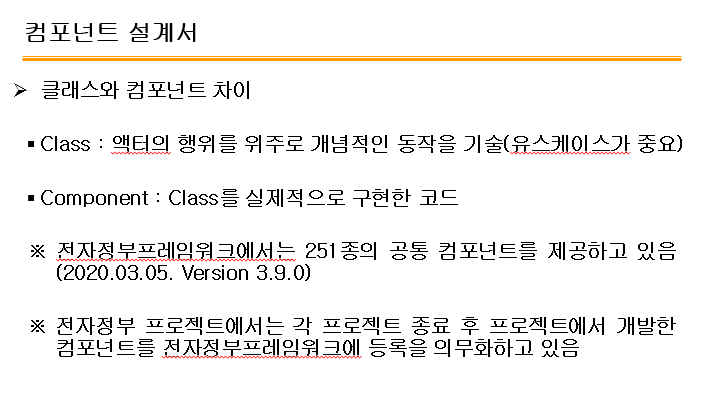 컴포넌트 설계서
➢ 클래스와 컴포넌트 차이
▪ Class : 액터의 행위를 위주로 개념적인 동작을 기술(유스케이스가 중요)
▪ Component : Class를 실제적으로 구현한 코드
※ 전자정부프레임워크에서는 251종의 공통 컴포넌트를 제공하고 있음
(2020.03.05. Version 3.9.0)
※ 전자정부 프로젝트에서는 각 프로젝트 종료 후 프로젝트에서 개발한
컴포넌트를 전자정부프레임워크에 등록을 의무화하고 있음